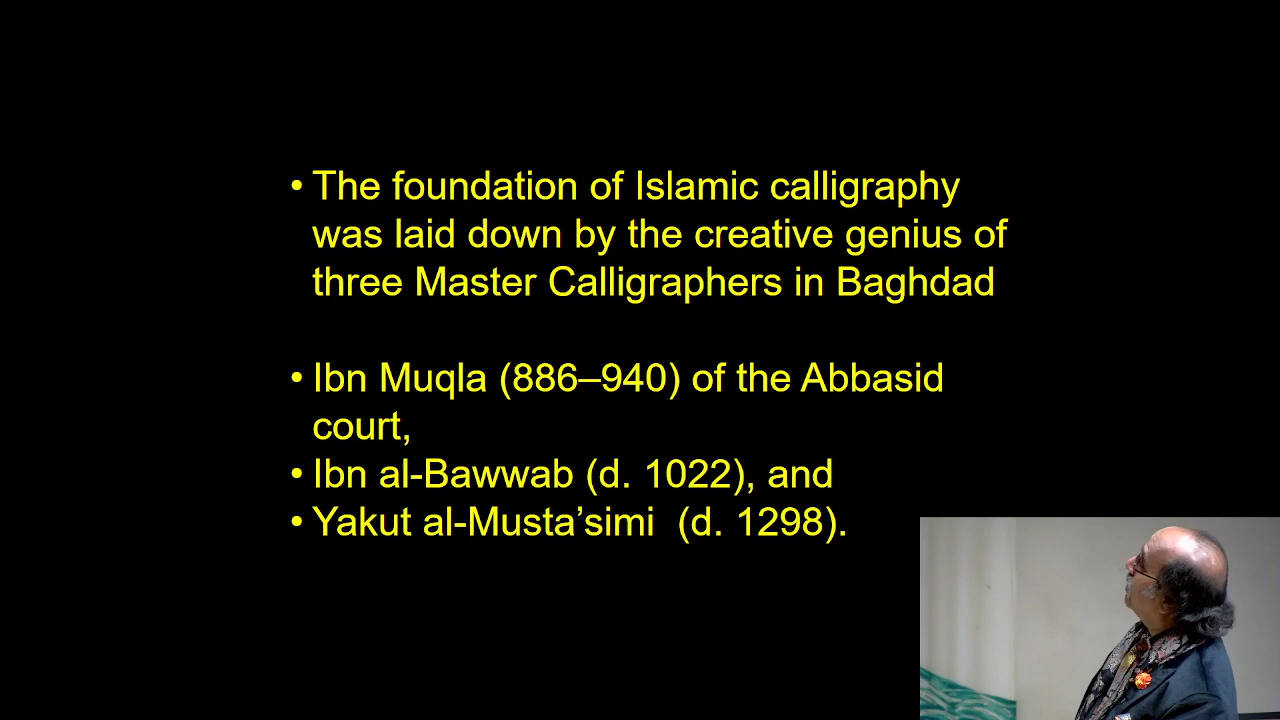 • The foundation of Islamic calligraphy
was laid down by the creative genius of
three Master Calligraphers in Baghdad
• Ibn Muqla (886–940) of the Abbasid
court,
• Ibn al-Bawwab (d. 1022), and
• Yakut al-Musta’simi (d. 1298).